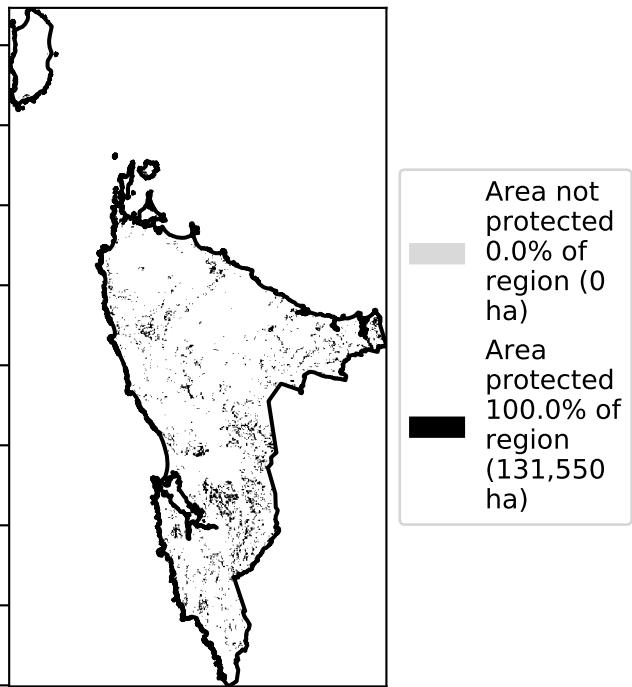 Area not
protected
0.0% of
region (0
ha)
Area
protected
100.0% of
region
(131,550
ha)